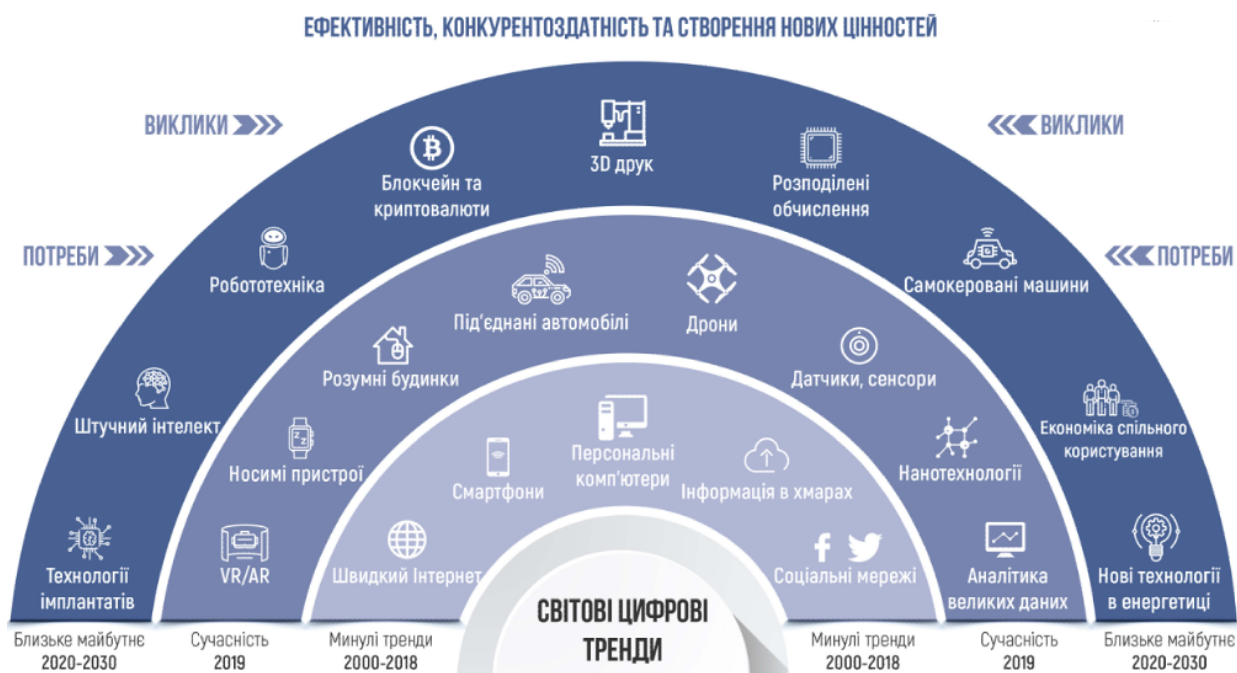 ЕФЕКТИВНІСТЬ, КОНКУРЕНТОЗДАТНІСТЬ ТА СТВОРЕННЯ НОВИХ ЦІННОСТЕЙ
ВИКЛИКИ
ВИКЛИКИ
ПОТРЕБИ
ПОТРЕБИ
Технології
імплантатів
Штучний інтелект
Робототехніка
Блокчейн та
криптовалюти
3D друк
Розподілені
обчислення
Самокеровані машини
Економіка спільного
користування
Нові технології
в енергетиці
VR/AR
Носимі пристрої
Розумні будинки
Під'єднані автомобілі
Дрони
Датчики, сенсори
Нанотехнології
Аналітика
великих даних
Швидкий Інтернет
Смартфони
Персональні
комп'ютери
Інформація в хмарах
Соціальні мережі
СВІТОВІ ЦИФРОВІ
ТРЕНДИ
Близьке майбутнє
2020-2030
Сучасність
2019
Минулі тренди
2000-2018
Минулі тренди
2000-2018
Сучасність
2019
Близьке майбутнє
2020-2030